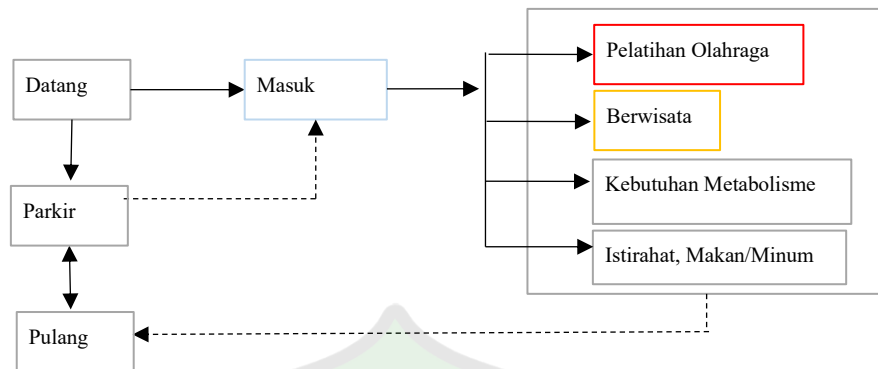 Datang
Masuk
Pelatihan Olahraga
Berwisata
Kebutuhan Metabolisme
Parkir
Istirahat, Makan/Minum
Pulang